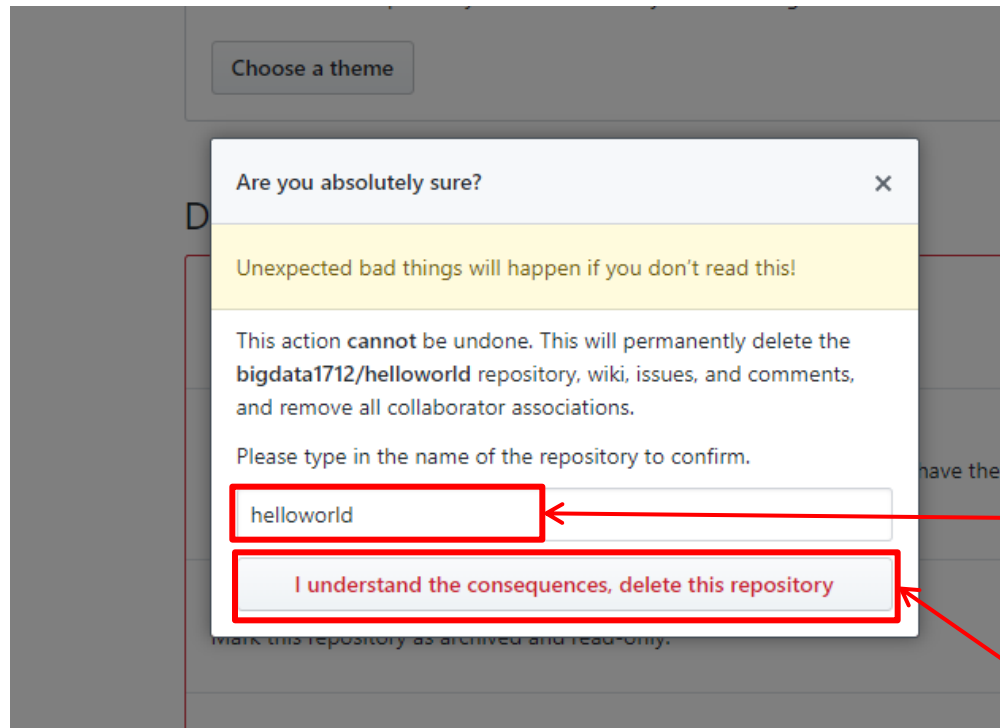 Choose a theme
Are you absolutely sure?
D
Unexpected bad things will happen if you don't read this!
This action cannot be undone. This will permanently delete the
bigdata1712/helloworld repository, wiki, issues, and comments,
and remove all collaborator associations.
Please type in the name of the repository to confirm.
have the
helloworld
I understand the consequences, delete this repository
Mark this repository as archived and read-only.